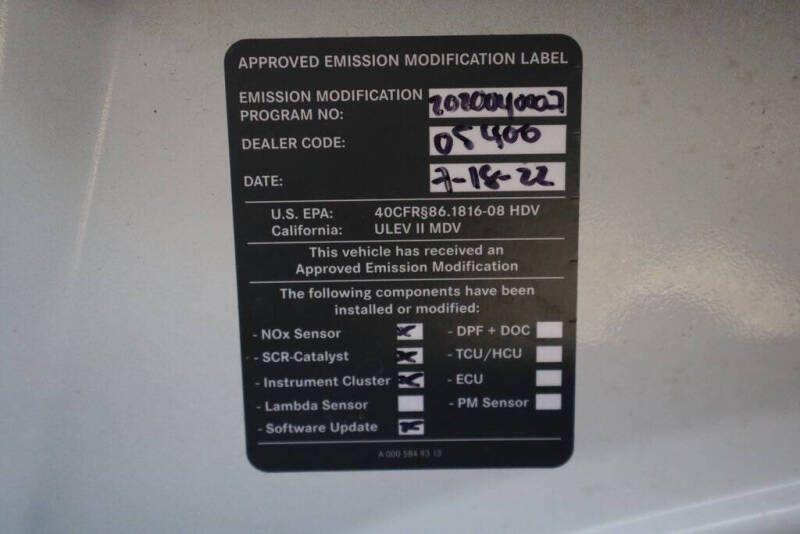 APPROVED EMISSION MODIFICATION LABEL
EMISSION MODIFICATION
PROGRAM NO: 2020040007
DEALER CODE: 05400
DATE: 7-18-22
U.S. EPA: 40CFR§86.1816-08 HDV
California: ULEV II MDV
This vehicle has received an
Approved Emission Modification
The following components have been
installed or modified:
- NOx Sensor - DPF + DOC
- SCR-Catalyst - TCU/HCU
- Instrument Cluster - ECU
- Lambda Sensor - PM Sensor
- Software Update
A 000 584 93 13